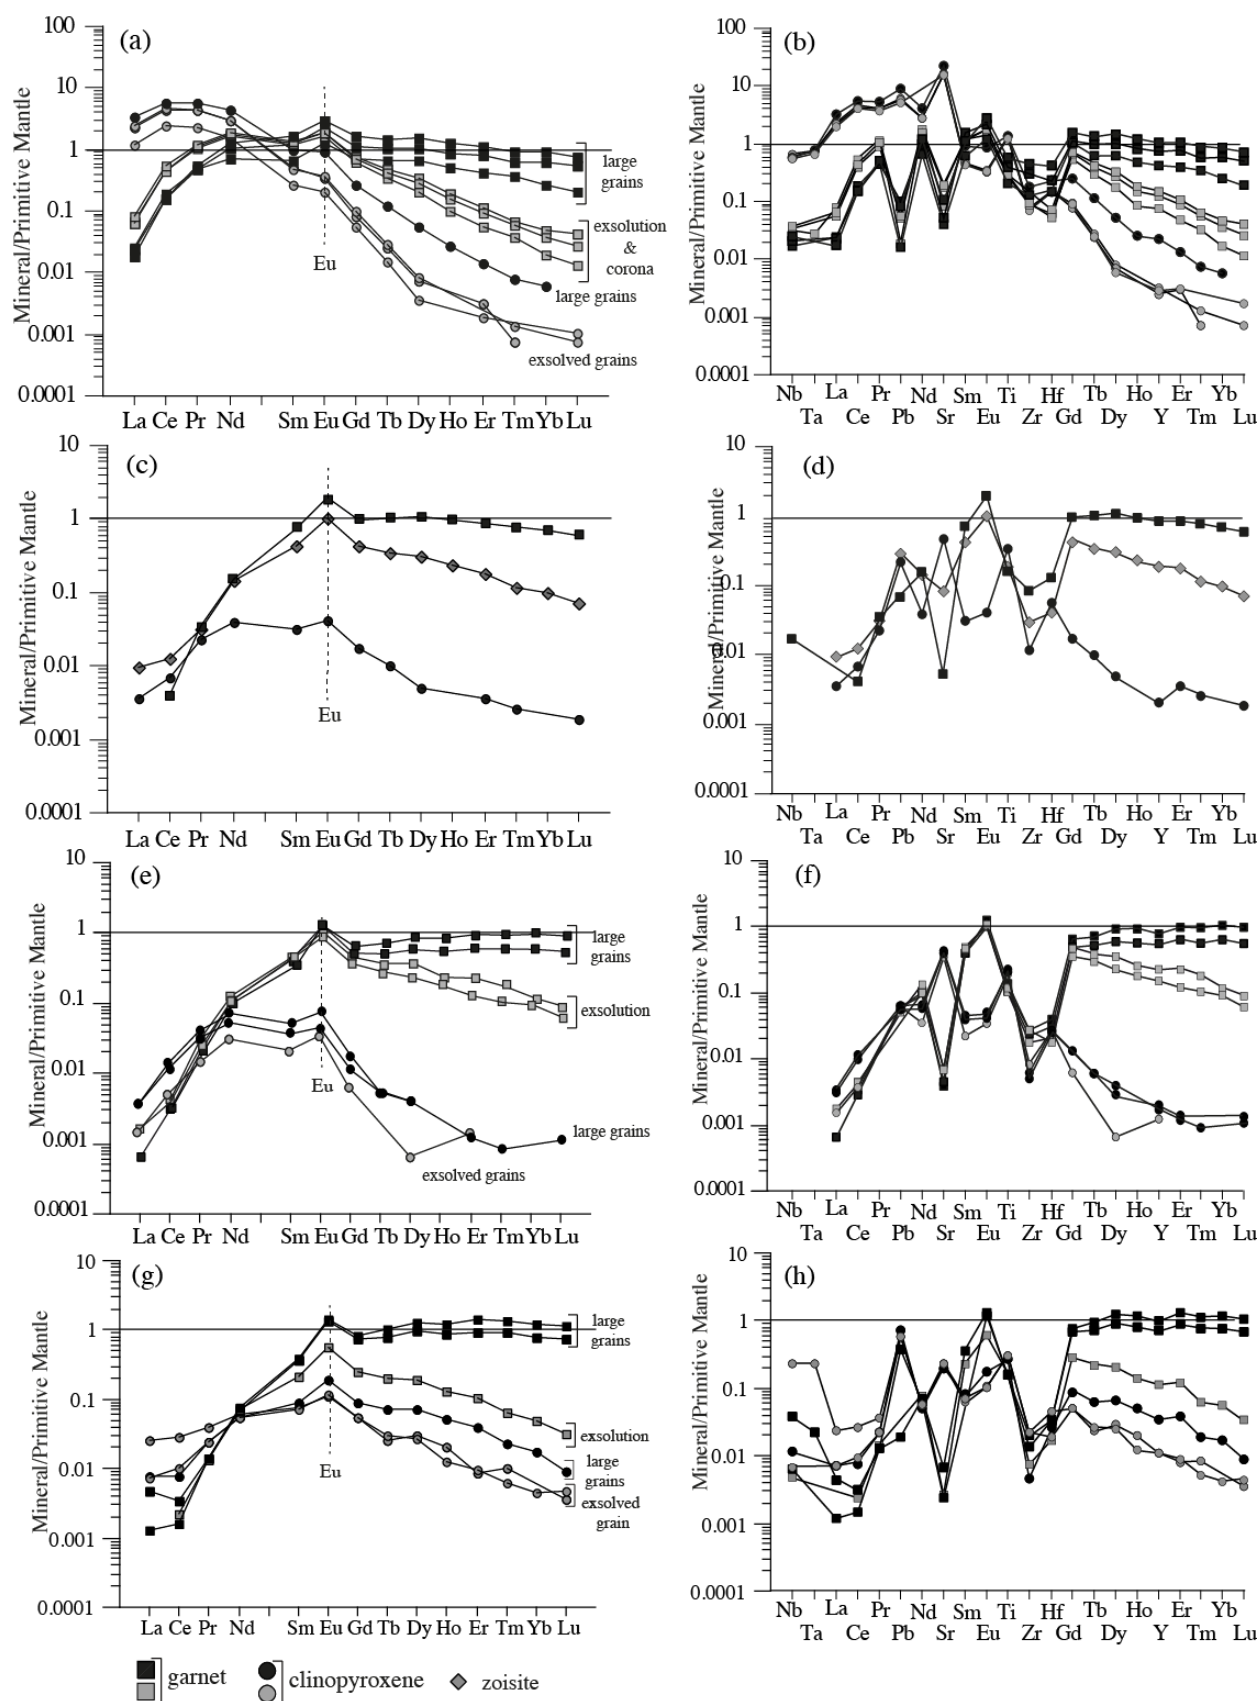 (a)
Mineral/Primitive Mantle
100
10
1
0.1
0.01
0.001
0.0001
large
grains
exsolution
&
corona
large grains
exsolved grains
Eu
La Ce Pr Nd Sm Eu Gd Tb Dy Ho Er Tm Yb Lu
(b)
Mineral/Primitive Mantle
100
10
1
0.1
0.01
0.001
0.0001
Nb La Pr Nd Sm Ti Hf Tb Ho Er Yb
Ta Ce Pb Sr Eu Zr Gd Dy Y Tm Lu
(c)
Mineral/Primitive Mantle
10
1
0.1
0.01
0.001
0.0001
Eu
La Ce Pr Nd Sm Eu Gd Tb Dy Ho Er Tm Yb Lu
(d)
Mineral/Primitive Mantle
10
1
0.1
0.01
0.001
0.0001
Nb La Pr Nd Sm Ti Hf Tb Ho Er Yb
Ta Ce Pb Sr Eu Zr Gd Dy Y Tm Lu
(e)
Mineral/Primitive Mantle
10
1
0.1
0.01
0.001
0.0001
large
grains
exsolution
Eu
large grains
exsolved grains
La Ce Pr Nd Sm Eu Gd Tb Dy Ho Er Tm Yb Lu
(f)
Mineral/Primitive Mantle
10
1
0.1
0.01
0.001
0.0001
Nb La Pr Nd Sm Ti Hf Tb Ho Er Yb
Ta Ce Pb Sr Eu Zr Gd Dy Y Tm Lu
(g)
Mineral/Primitive Mantle
10
1
0.1
0.01
0.001
0.0001
large
grains
exsolution
large
grains
exsolved
grain
Eu
La Ce Pr Nd Sm Eu Gd Tb Dy Ho Er Tm Yb Lu
(h)
Mineral/Primitive Mantle
10
1
0.1
0.01
0.001
0.0001
Nb La Pr Nd Sm Ti Hf Tb Ho Er Yb
Ta Ce Pb Sr Eu Zr Gd Dy Y Tm Lu
garnet clinopyroxene zoisite